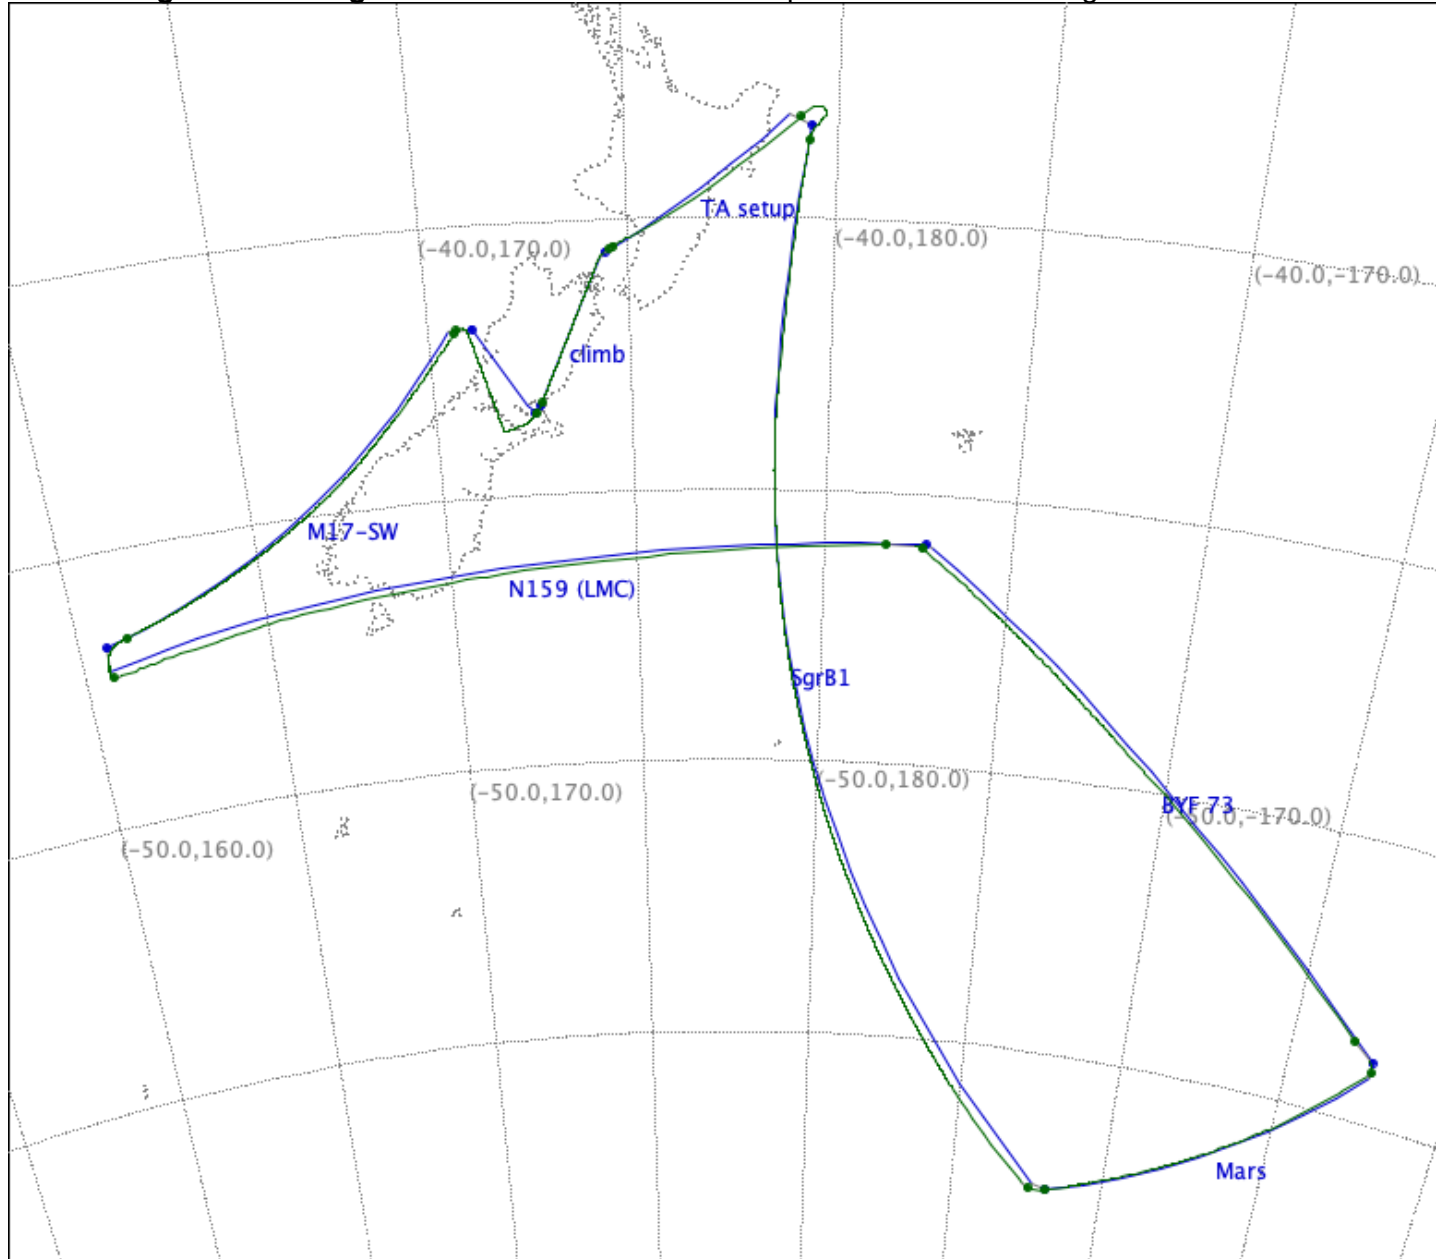 TA setup
(-40.0,170.0)
(-40.0,180.0)
(-40.0,-170.0)
climb
M17-SW
N159 (LMC)
SgrB1
(-50.0,170.0)
(-50.0,180.0)
BYF 73
(-50.0,-170.0)
(-50.0,160.0)
Mars